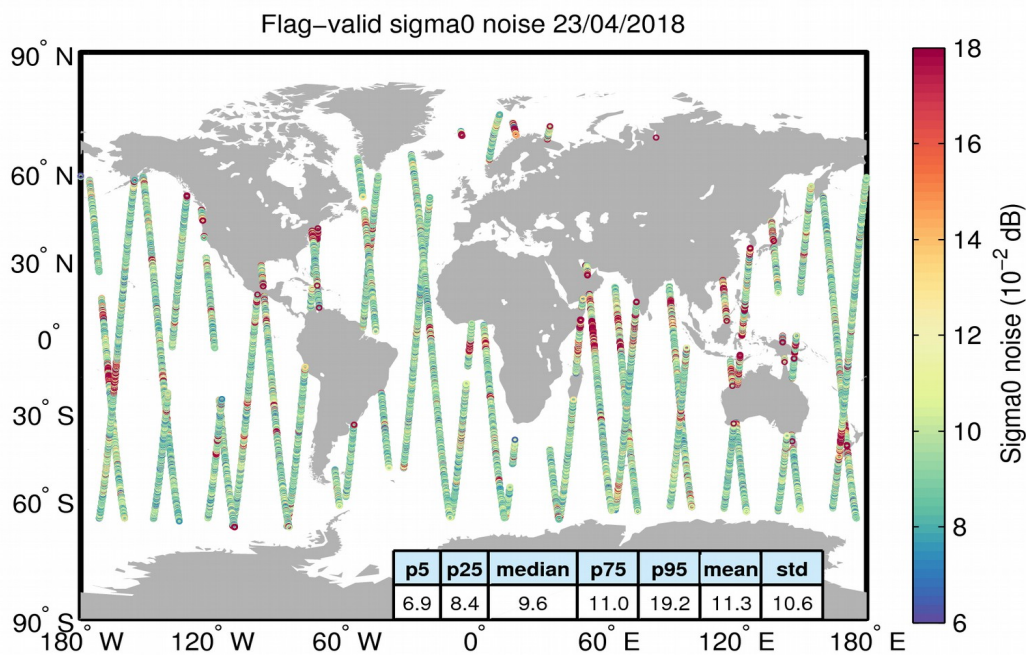 Flag−valid sigma0 noise 23/04/2018
90° N
60° N
30° N
0°
30° S
60° S
90° S
180° W
120° W
60° W
0°
60° E
120° E
180° E
p5 p25 median p75 p95 mean std
6.9 8.4 9.6 11.0 19.2 11.3 10.6
18
16
14
12
10
8
6
Sigma0 noise (10⁻² dB)